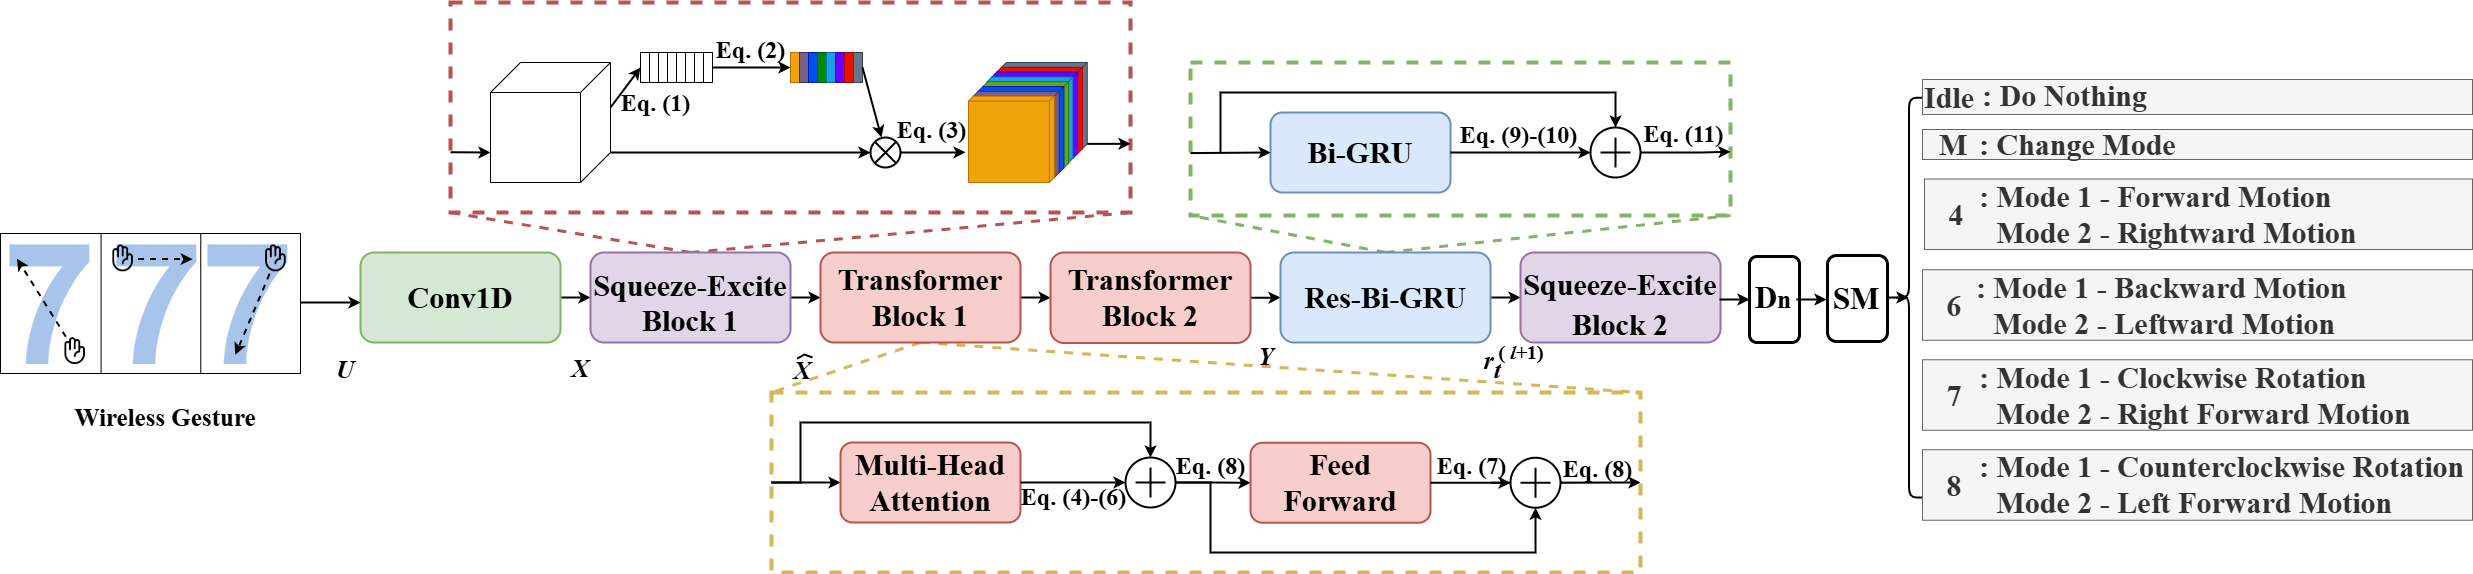 Eq. (2)
Eq. (1)
Eq. (3)
Bi-GRU
Eq. (9)-(10)
Eq. (11)
7 7 7
Wireless Gesture
U
Conv1D
X
Squeeze-Excite
Block 1
X̂
Transformer
Block 1
Transformer
Block 2
Y
Res-Bi-GRU
r_t^(l+1)
Squeeze-Excite
Block 2
Dn
SM
Multi-Head
Attention
Eq. (4)-(6)
Eq. (8)
Feed
Forward
Eq. (7)
Eq. (8)
Idle : Do Nothing
M : Change Mode
4 : Mode 1 - Forward Motion
Mode 2 - Rightward Motion
6 : Mode 1 - Backward Motion
Mode 2 - Leftward Motion
7 : Mode 1 - Clockwise Rotation
Mode 2 - Right Forward Motion
8 : Mode 1 - Counterclockwise Rotation
Mode 2 - Left Forward Motion